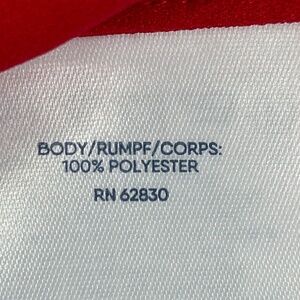 BODY/RUMPF/CORPS:
100% POLYESTER
RN 62830